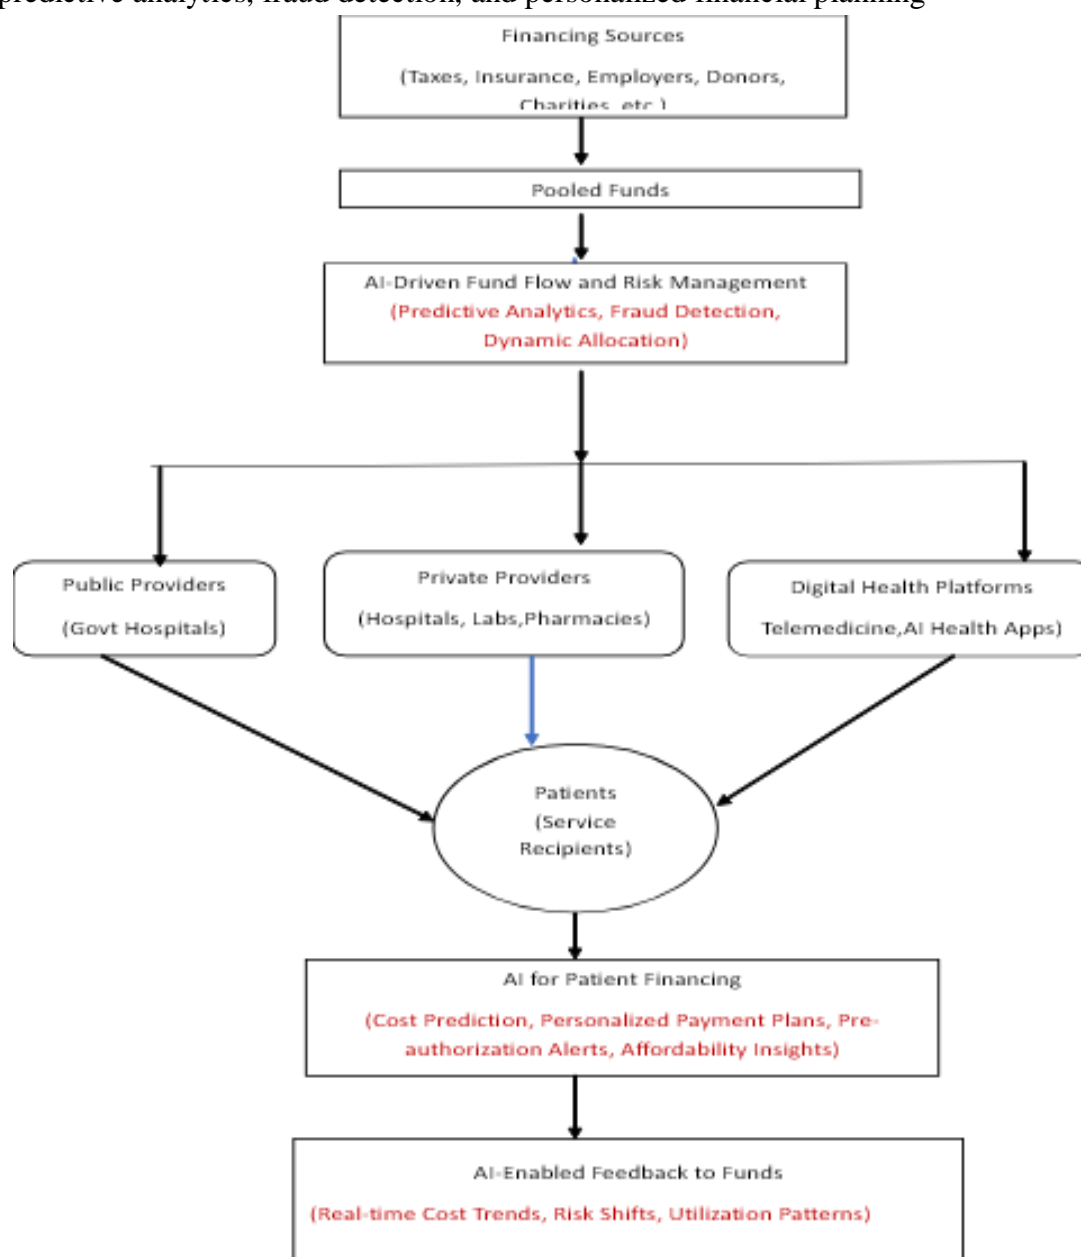 predictive analytics, fraud detection, and personalized financial planning
Financing Sources
(Taxes, Insurance, Employers, Donors,
Charities, etc.)
Pooled Funds
AI-Driven Fund Flow and Risk Management
(Predictive Analytics, Fraud Detection,
Dynamic Allocation)
Public Providers
(Govt Hospitals)
Private Providers
(Hospitals, Labs,Pharmacies)
Digital Health Platforms
Telemedicine,AI Health Apps)
Patients
(Service
Recipients)
AI for Patient Financing
(Cost Prediction, Personalized Payment Plans, Pre-
authorization Alerts, Affordability Insights)
AI-Enabled Feedback to Funds
(Real-time Cost Trends, Risk Shifts, Utilization Patterns)